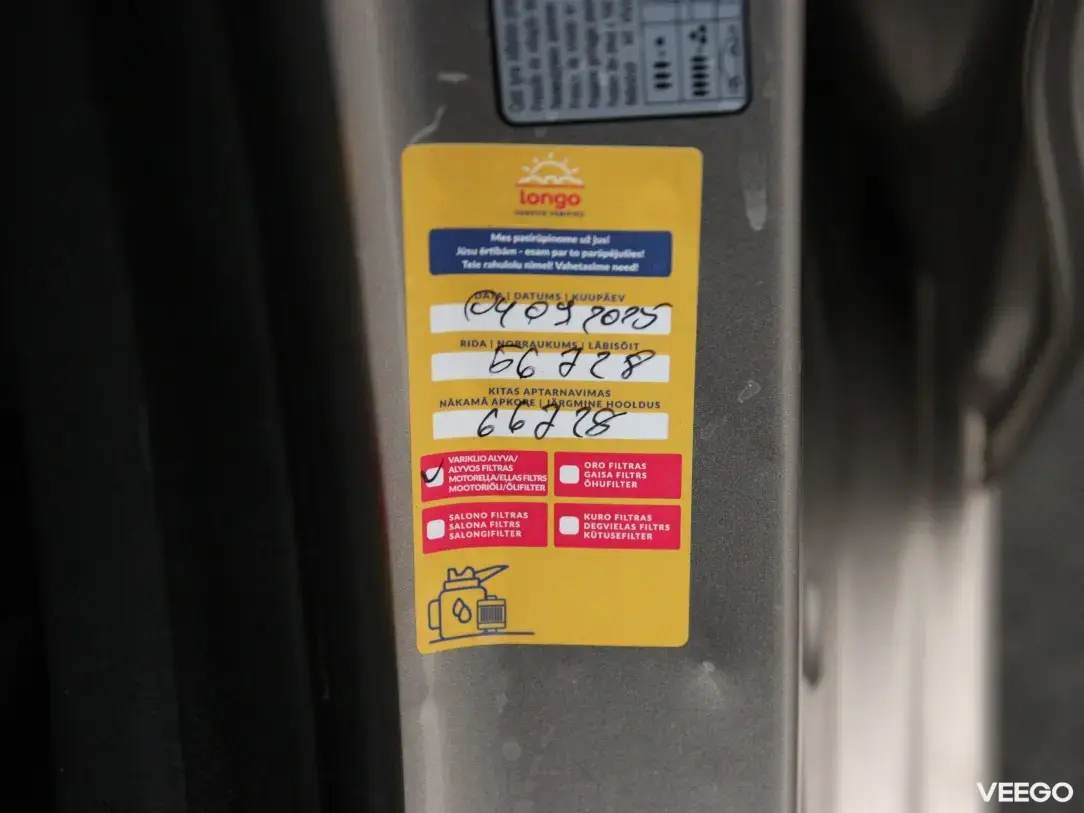 longo
Mes pasirūpinome už Jus!
Jūsu ērtībām - esam par to parūpējušies!
Teie rahulolu nimel! Vahetasime need!
DATA | DATUMS | KUUPÄEV
04 09 2025
RIDA | NOBRAUKUMS | LÄBISÕIT
56728
KITAS APTARNAVIMAS
NĀKAMĀ APKOPE | JÄRGMINE HOOLDUS
66728
VARIKLIO ALYVA/
ALYVOS FILTRAS
MOTOREĻĻA/EĻĻAS FILTRS
MOOTORIÕLI/ÕLIFILTER
ORO FILTRAS
GAISA FILTRS
ÕHUFILTER
SALONO FILTRAS
SALONA FILTRS
SALONGIFILTER
KURO FILTRAS
DEGVIELAS FILTRS
KÜTUSEFILTER
VEEGO